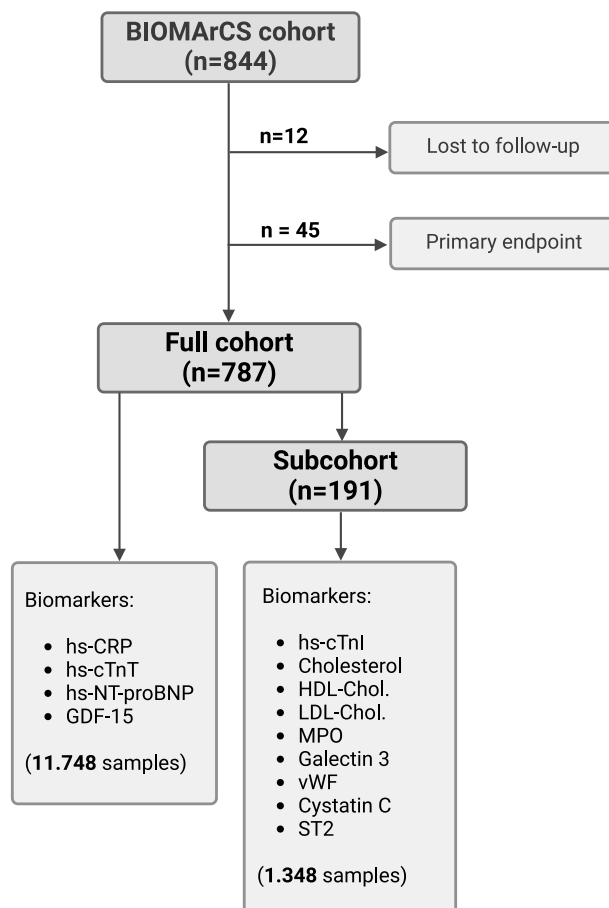 BIOMArCS cohort
(n=844)
n=12
Lost to follow-up
n = 45
Primary endpoint
Full cohort
(n=787)
Subcohort
(n=191)
Biomarkers:
• hs-CRP
• hs-cTnT
• hs-NT-proBNP
• GDF-15
(11.748 samples)
Biomarkers:
• hs-cTnI
• Cholesterol
• HDL-Chol.
• LDL-Chol.
• MPO
• Galectin 3
• vWF
• Cystatin C
• ST2
(1.348 samples)